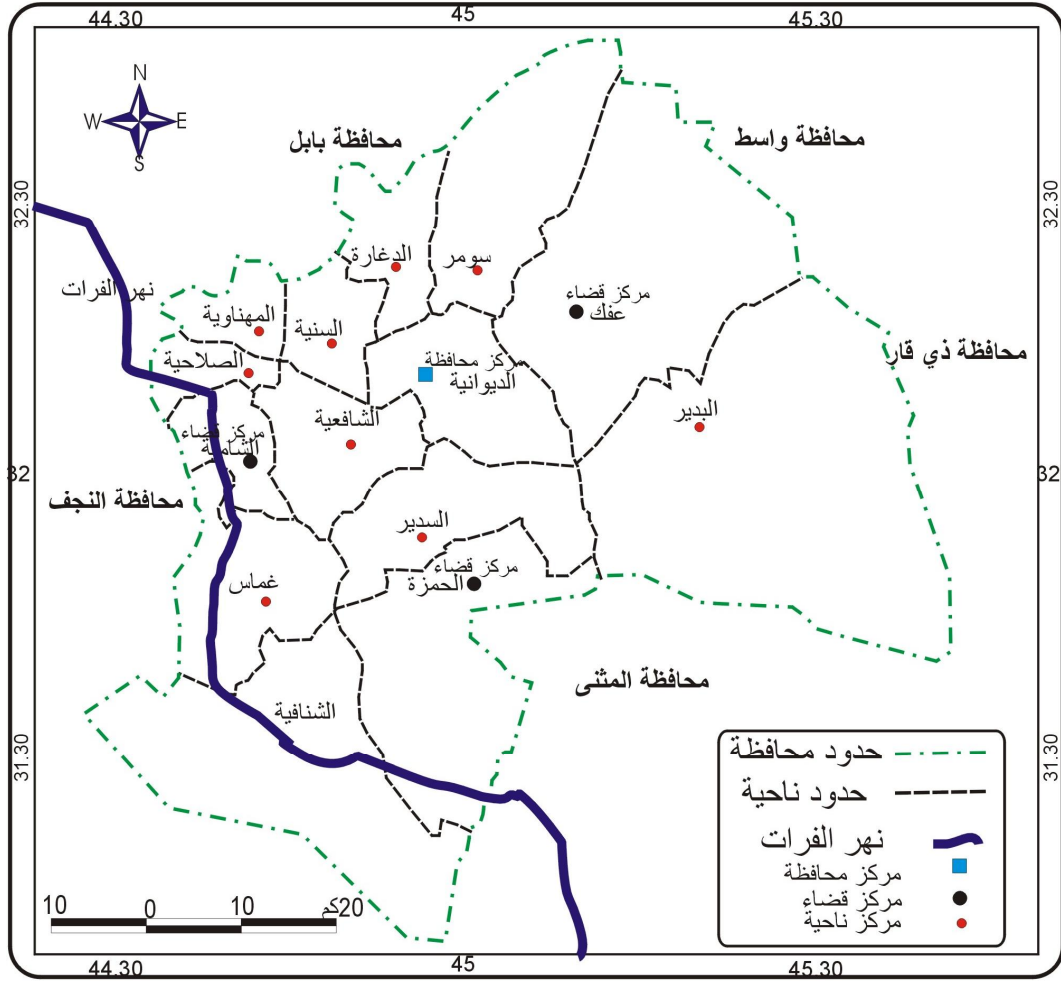 44.30
45
45.30
N
W E
S
محافظة بابل
محافظة واسط
32.30
32.30
الدغارة
سومر
نهر الفرات
مركز قضاء
عفك
المهناوية
السنية
محافظة ذي قار
الصلاحية
مركز محافظة
الديوانية
الشافعية
البدير
مركز قضاء
الشامية
32
32
محافظة النجف
السدير
مركز قضاء
الحمزة
غماس
محافظة المثنى
الشنافية
31.30
31.30
حدود محافظة
حدود ناحية
نهر الفرات
مركز محافظة
مركز قضاء
مركز ناحية
10 0 10 20كم
44.30
45
45.30